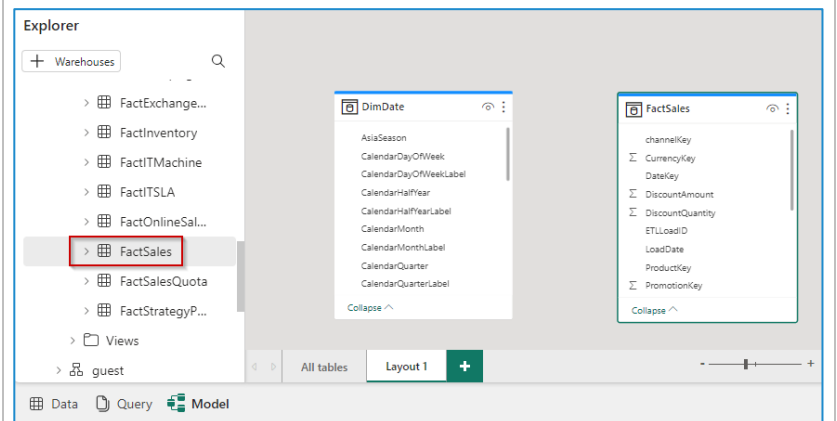 Explorer
+ Warehouses
FactExchange...
FactInventory
FactITMachine
FactITSLA
FactOnlineSal...
FactSales
FactSalesQuota
FactStrategyP...
Views
guest
DimDate
AsiaSeason
CalendarDayOfWeek
CalendarDayOfWeekLabel
CalendarHalfYear
CalendarHalfYearLabel
CalendarMonth
CalendarMonthLabel
CalendarQuarter
CalendarQuarterLabel
Collapse
FactSales
channelKey
Σ CurrencyKey
DateKey
Σ DiscountAmount
Σ DiscountQuantity
ETLLoadID
LoadDate
ProductKey
Σ PromotionKey
Collapse
All tables
Layout 1
+
- +
Data
Query
Model